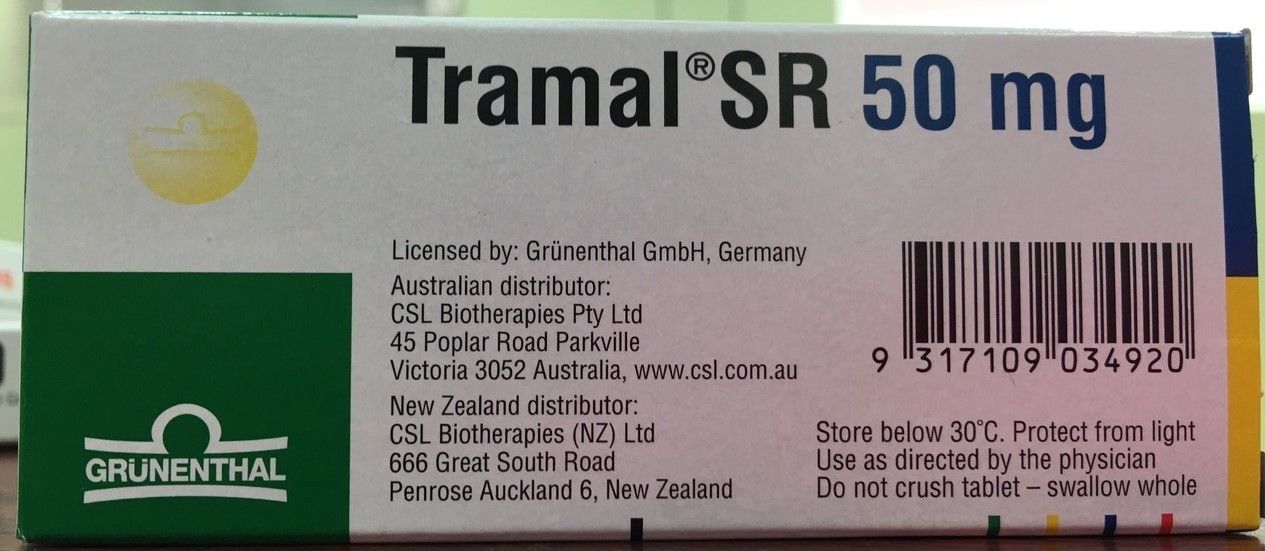 Tramal®SR 50 mg
Licensed by: Grünenthal GmbH, Germany
Australian distributor:
CSL Biotherapies Pty Ltd
45 Poplar Road Parkville
Victoria 3052 Australia, www.csl.com.au
New Zealand distributor:
CSL Biotherapies (NZ) Ltd
666 Great South Road
Penrose Auckland 6, New Zealand
GRÜNENTHAL
9 317109 034920
Store below 30°C. Protect from light
Use as directed by the physician
Do not crush tablet – swallow whole